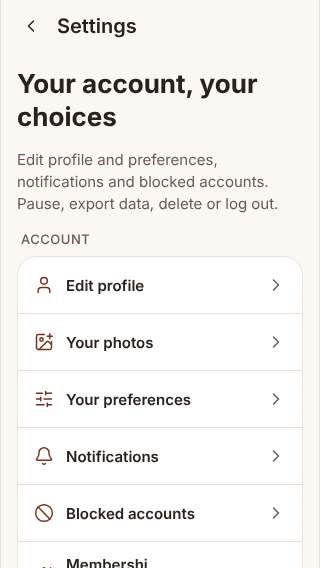 Settings
Your account, your
choices
Edit profile and preferences,
notifications and blocked accounts.
Pause, export data, delete or log out.
ACCOUNT
Edit profile
Your photos
Your preferences
Notifications
Blocked accounts
Membershi